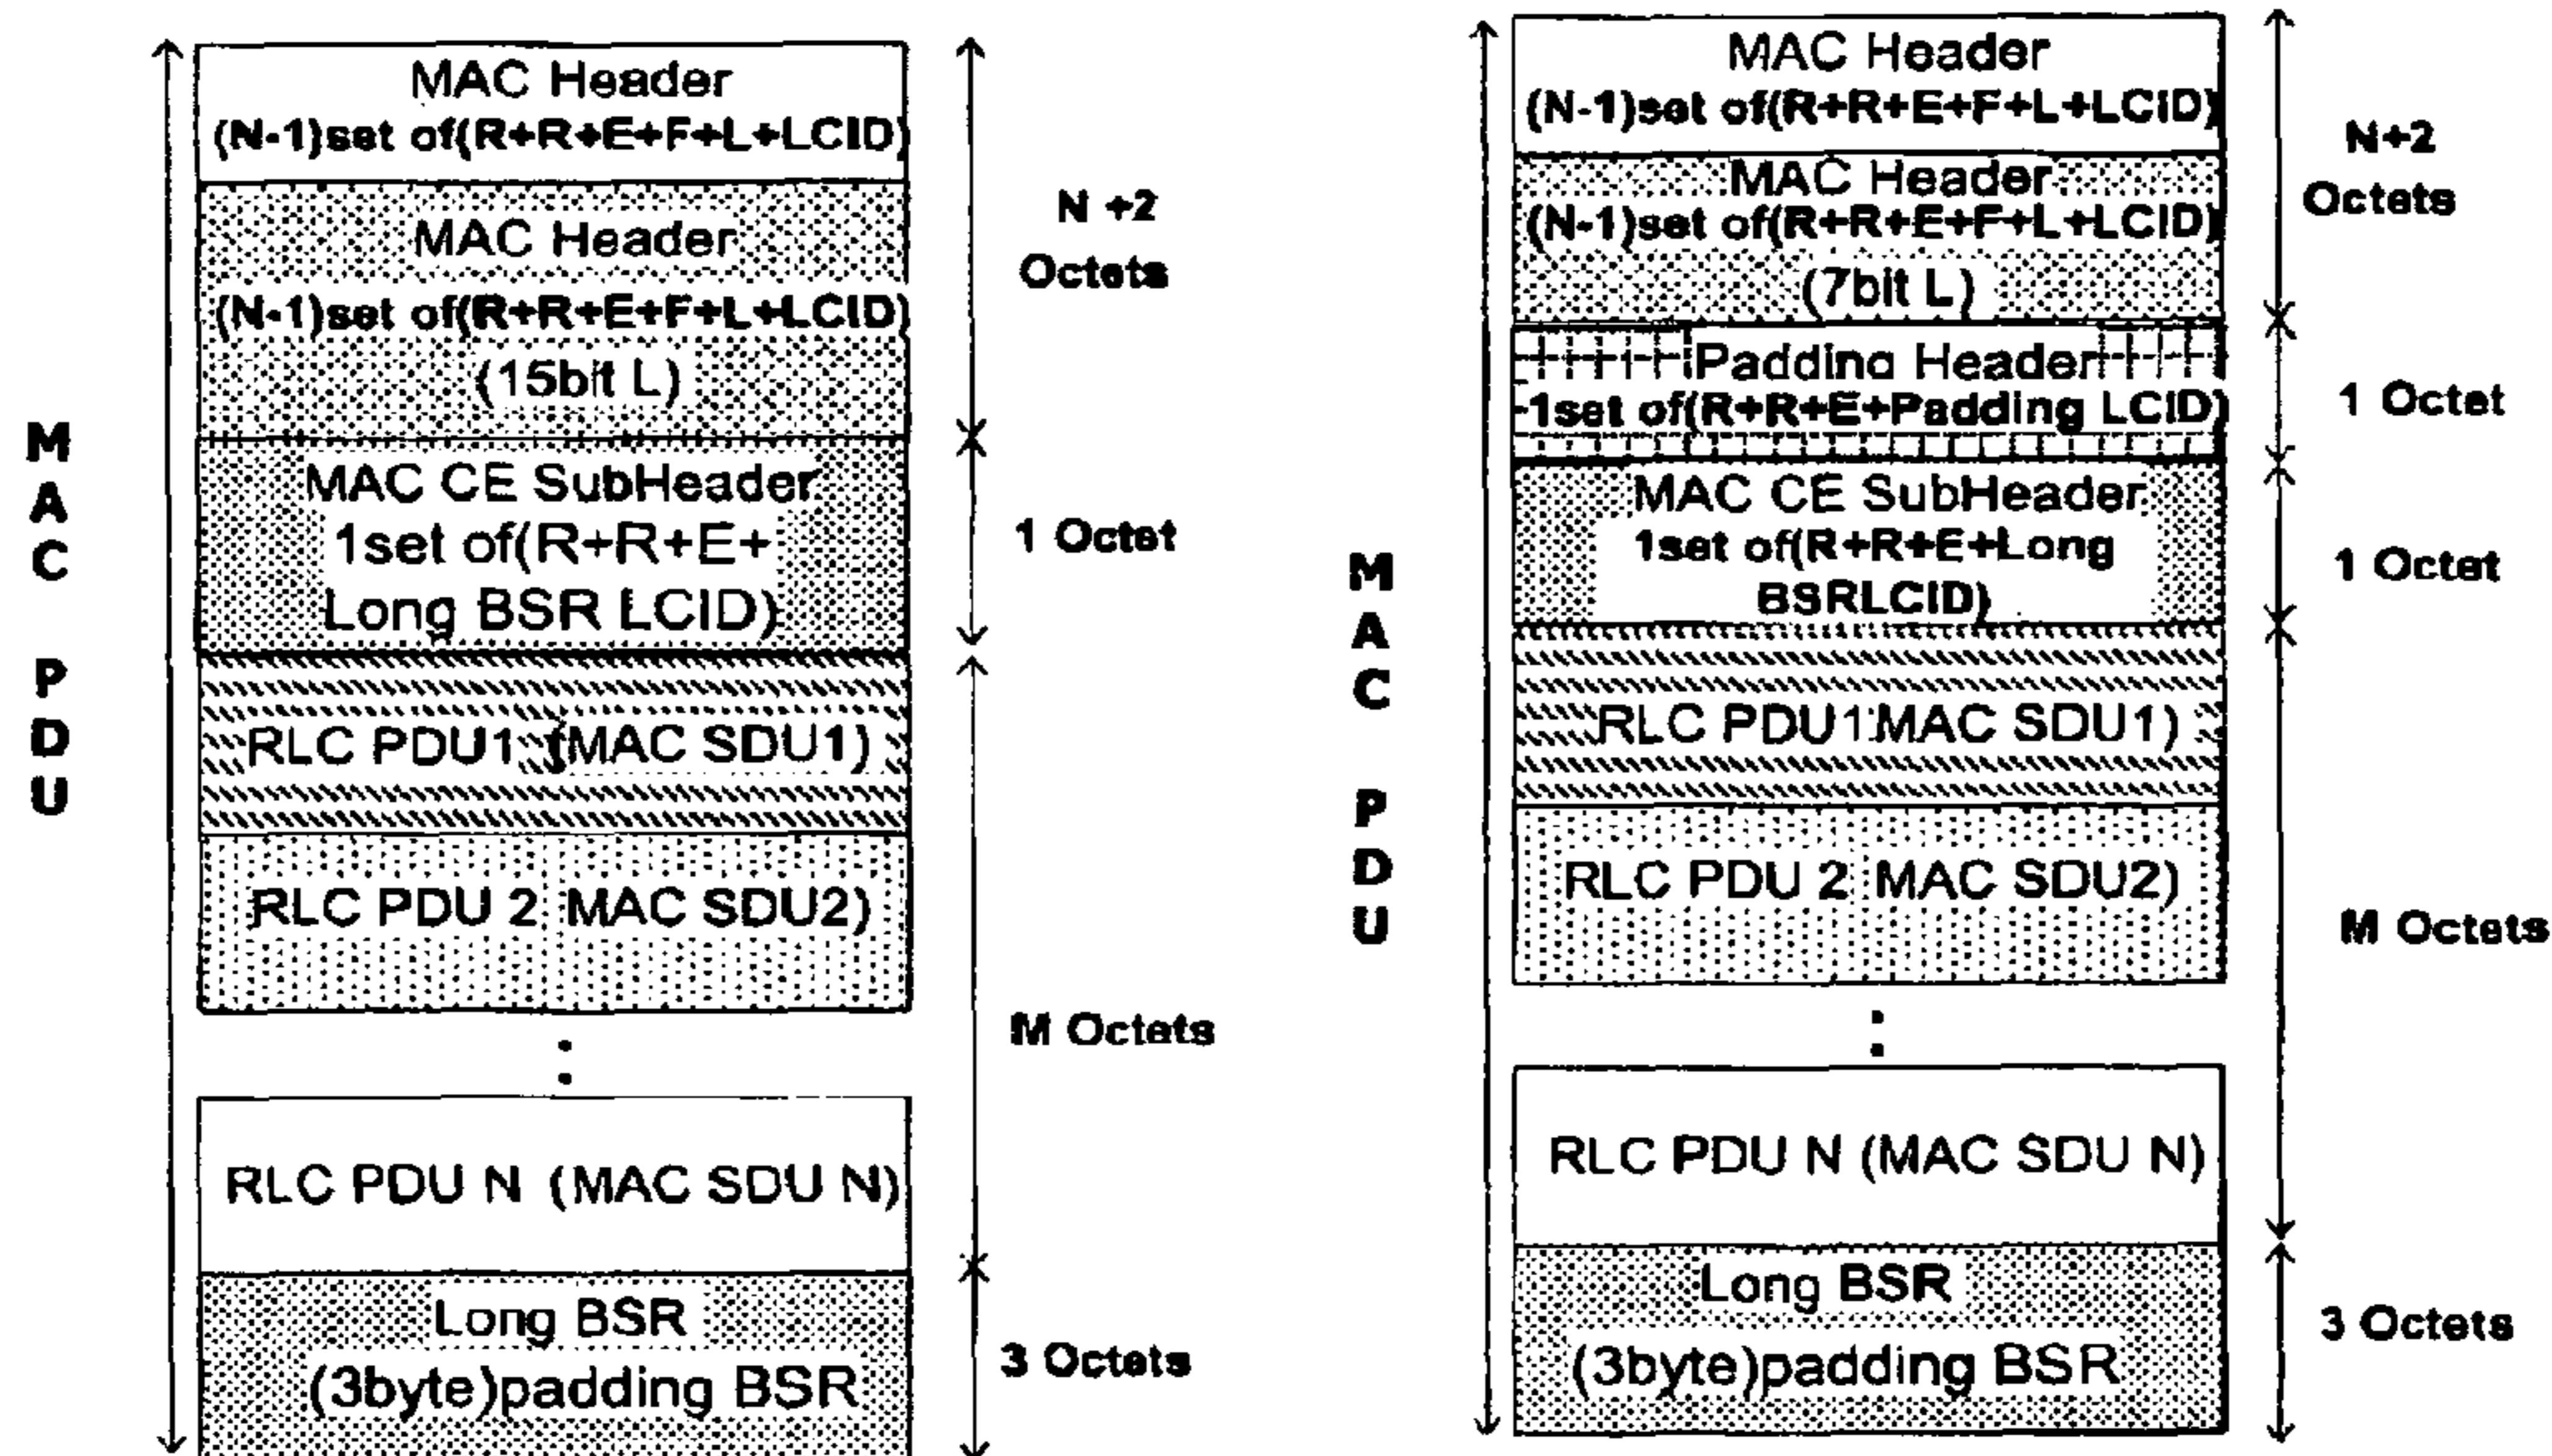 MAC Header
(N-1)set of(R+R+E+F+L+LCID)
MAC Header
(N-1)set of(R+R+E+F+L+LCID)
(15bit L)
MAC CE SubHeader
1set of(R+R+E+
Long BSR LCID)
RLC PDU1 (MAC SDU1)
RLC PDU 2 MAC SDU2)
:
RLC PDU N (MAC SDU N)
Long BSR
(3byte)padding BSR
MAC PDU
N +2
Octets
1 Octet
M Octets
3 Octets
MAC Header
(N-1)set of(R+R+E+F+L+LCID)
MAC Header
(N-1)set of(R+R+E+F+L+LCID)
(7bit L)
Padding Header
1set of(R+R+E+Padding LCID)
MAC CE SubHeader
1set of(R+R+E+Long
BSRLCID)
RLC PDU1 MAC SDU1)
RLC PDU 2 MAC SDU2)
:
RLC PDU N (MAC SDU N)
Long BSR
(3byte)padding BSR
MAC PDU
N+2
Octets
1 Octet
1 Octet
M Octets
3 Octets